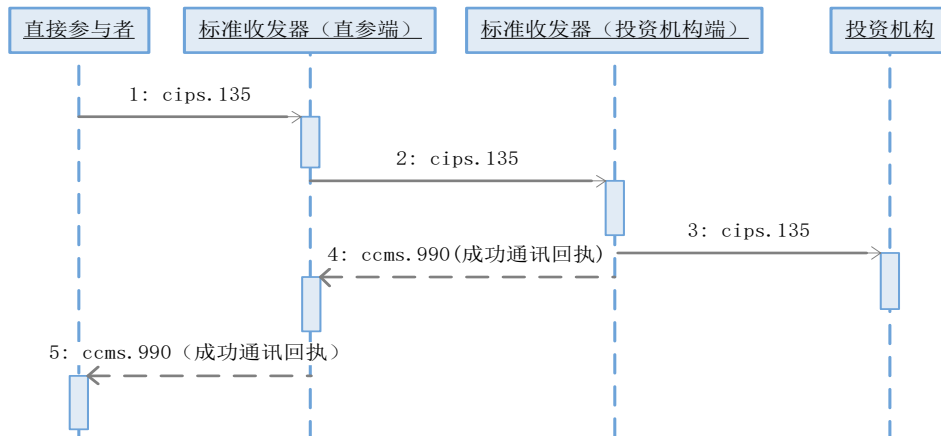 直接参与者
标准收发器（直参端）
标准收发器（投资机构端）
投资机构
1: cips.135
2: cips.135
3: cips.135
4: ccms.990(成功通讯回执)
5: ccms.990（成功通讯回执）